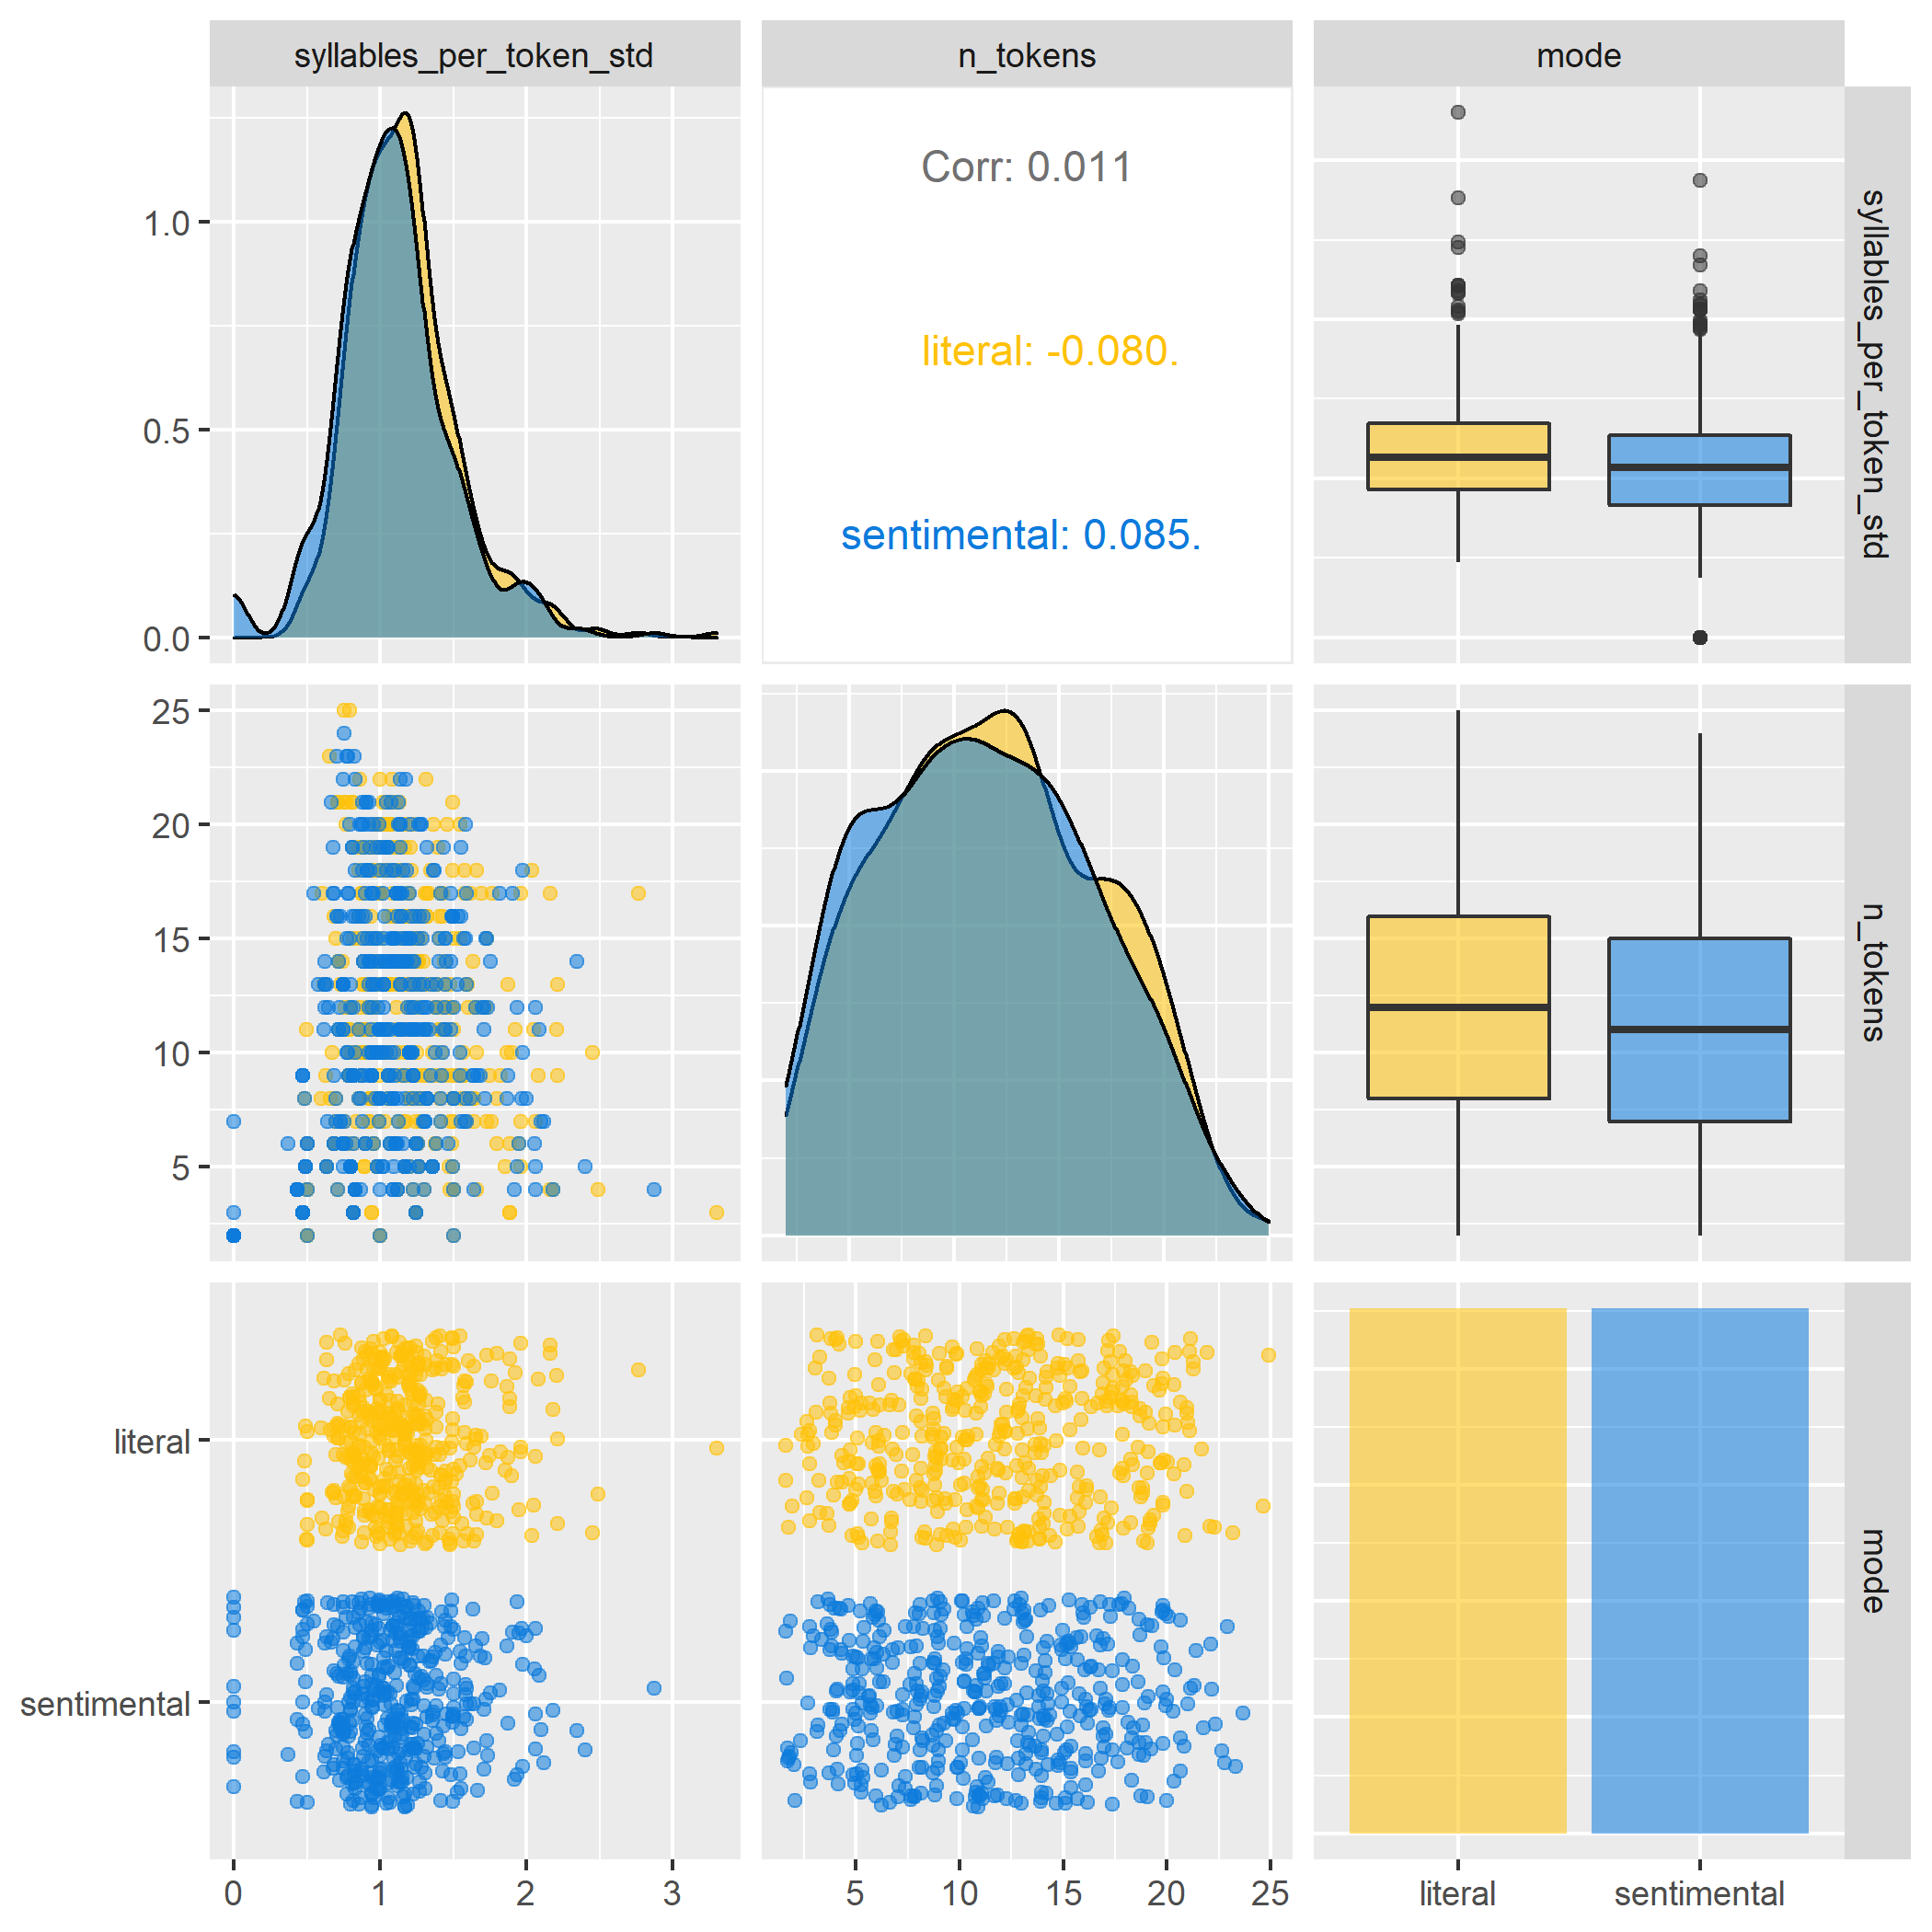 syllables_per_token_std n_tokens mode
1.0
0.5
0.0
Corr: 0.011
literal: -0.080.
sentimental: 0.085.
syllables_per_token_std
25
20
15
10
5
n_tokens
literal
sentimental
mode
0 1 2 3
5 10 15 20 25
literal sentimental